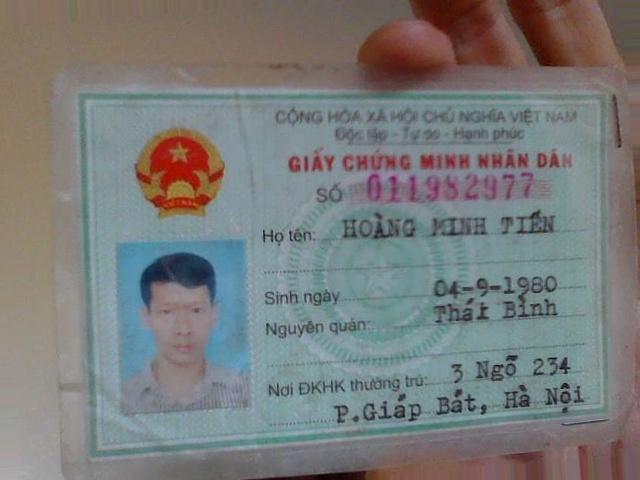 CỘNG HÒA XÃ HỘI CHỦ NGHĨA VIỆT NAM
Độc lập - Tự do - Hạnh phúc
GIẤY CHỨNG MINH NHÂN DÂN
SỐ 011982977
Họ tên: HOÀNG MINH TIẾN
Sinh ngày 04-9-1980
Nguyên quán: Thái Bình
Nơi ĐKHK thường trú: 3 Ngõ 234
P.Giáp Bát, Hà Nội
VIỆT NAM